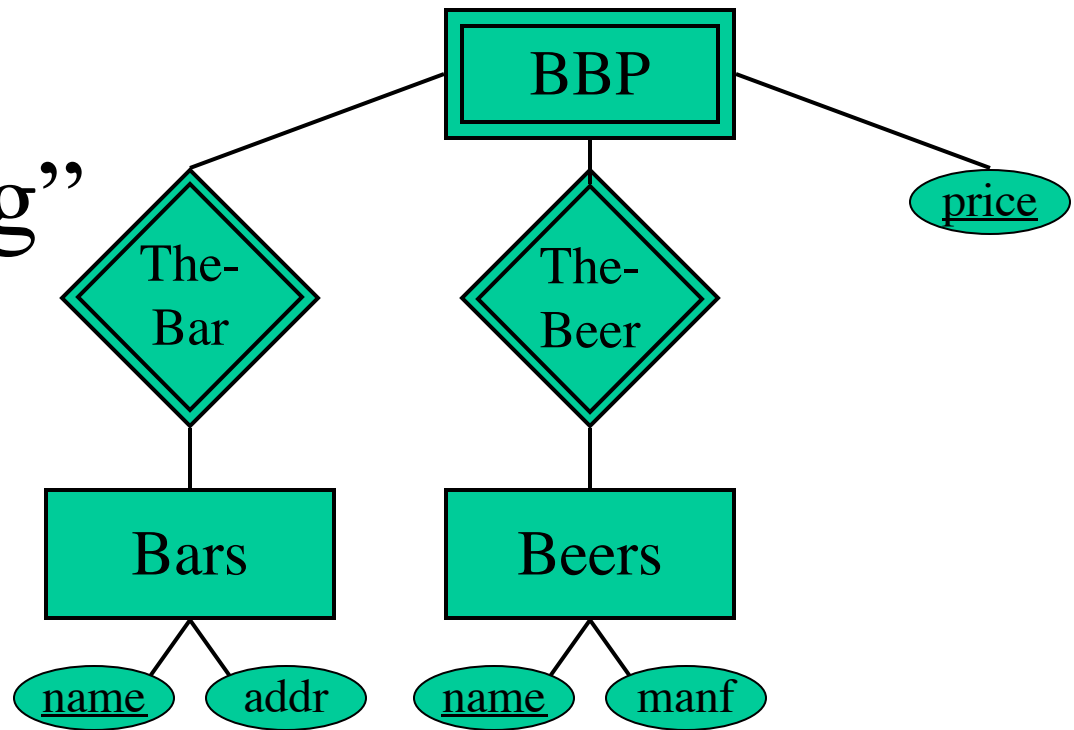 BBP
g”
price
The-
Bar
The-
Beer
Bars
Beers
name
addr
name
manf